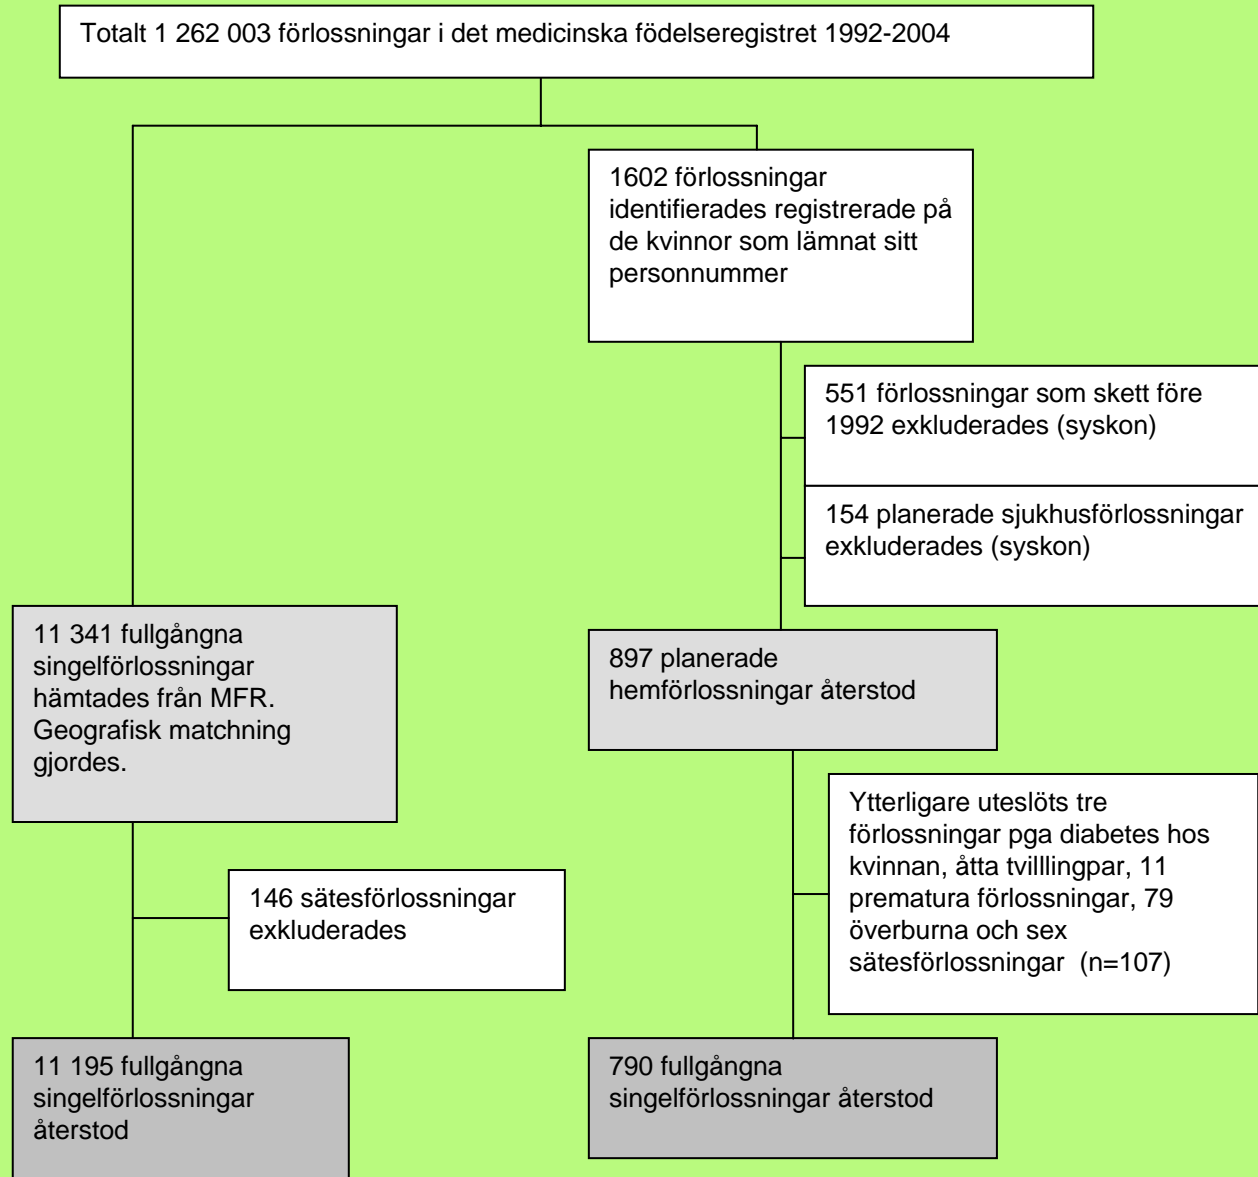 Totalt 1 262 003 förlossningar i det medicinska födelseregistret 1992-2004
1602 förlossningar
identifierades registrerade på
de kvinnor som lämnat sitt
personnummer
551 förlossningar som skett före
1992 exkluderades (syskon)
154 planerade sjukhusförlossningar
exkluderades (syskon)
11 341 fullgångna
singelförlossningar
hämtades från MFR.
Geografisk matchning
gjordes.
897 planerade
hemförlossningar återstod
Ytterligare uteslöts tre
förlossningar pga diabetes hos
kvinnan, åtta tvilllingpar, 11
prematura förlossningar, 79
överburna och sex
sätesförlossningar (n=107)
146 sätesförlossningar
exkluderades
11 195 fullgångna
singelförlossningar
återstod
790 fullgångna
singelförlossningar återstod